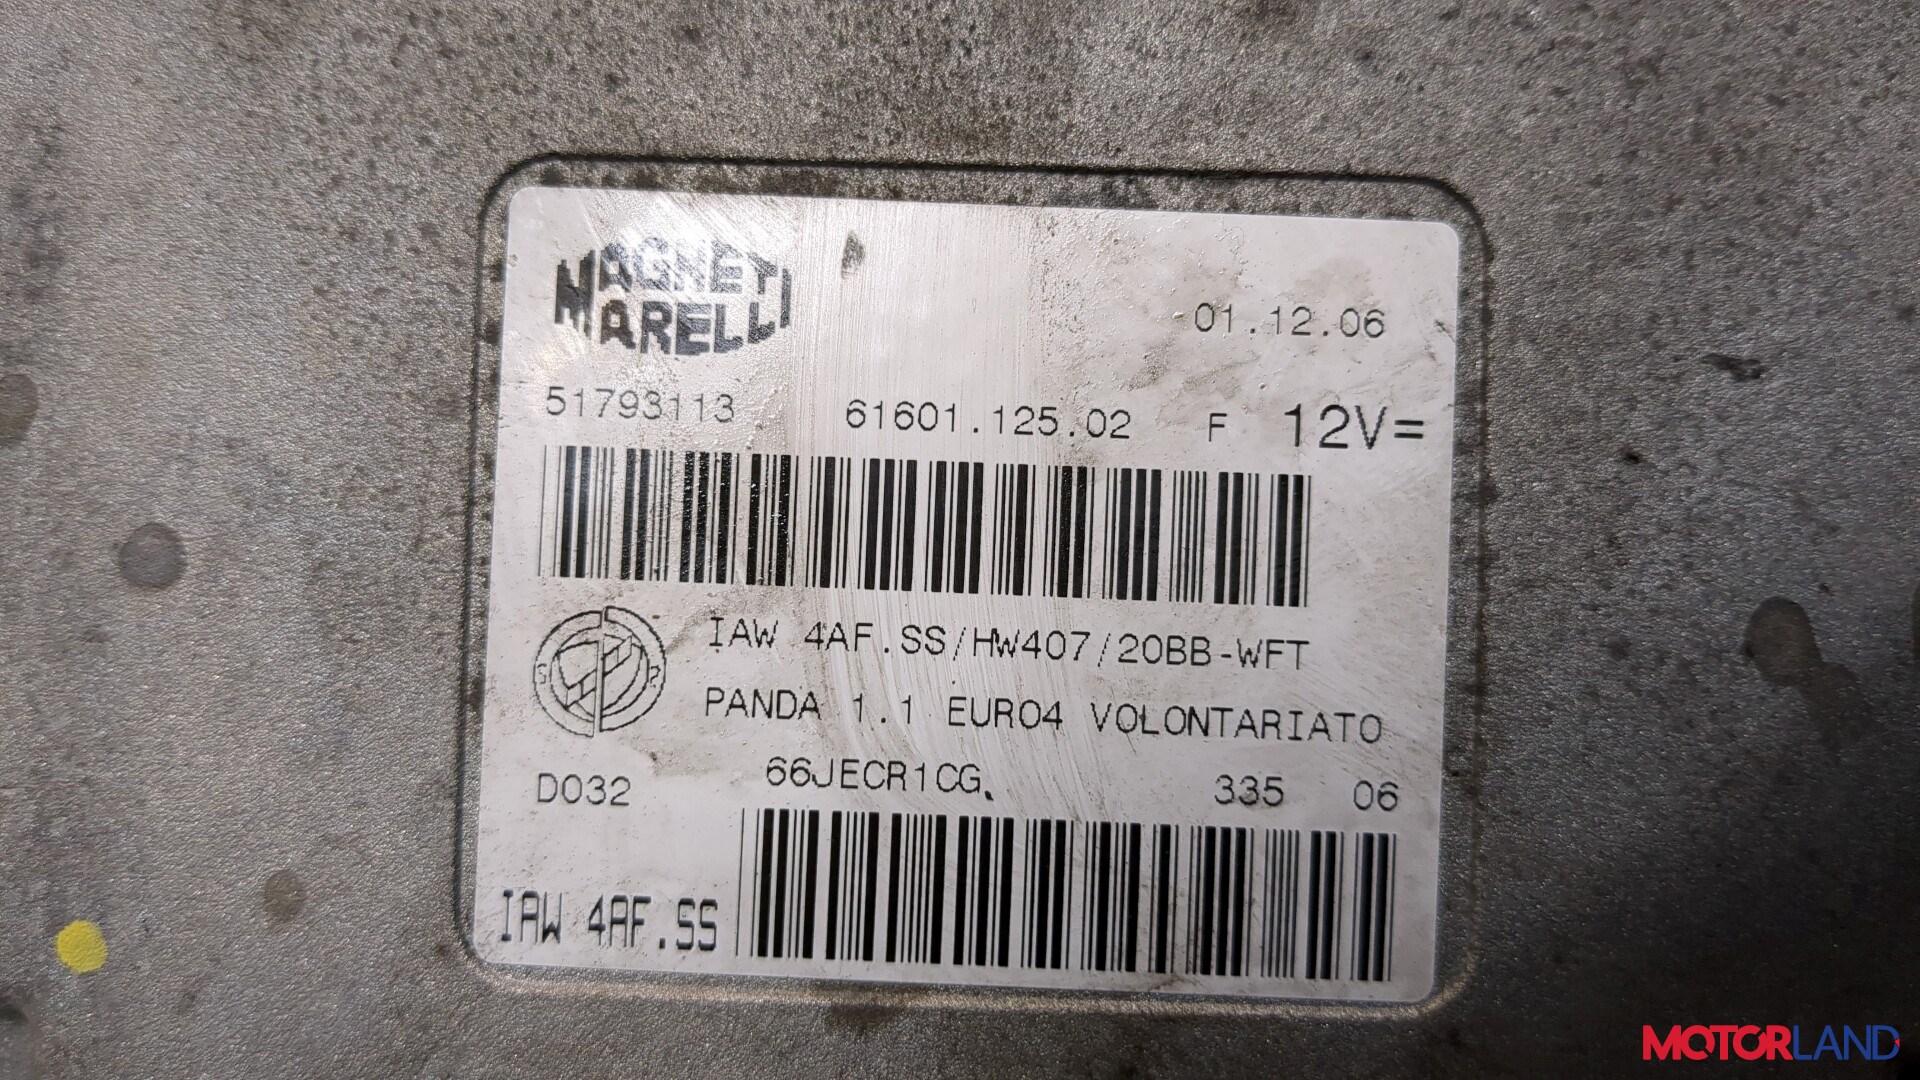 MAGNETI
MARELLI
01.12.06
51793113 61601.125.02 F 12V=
IAW 4AF.SS/HW407/20BB-WFT
PANDA 1.1 EURO4 VOLONTARIATO
D032 66JECR1CG. 335 06
IAW 4AF.SS
MOTORLAND